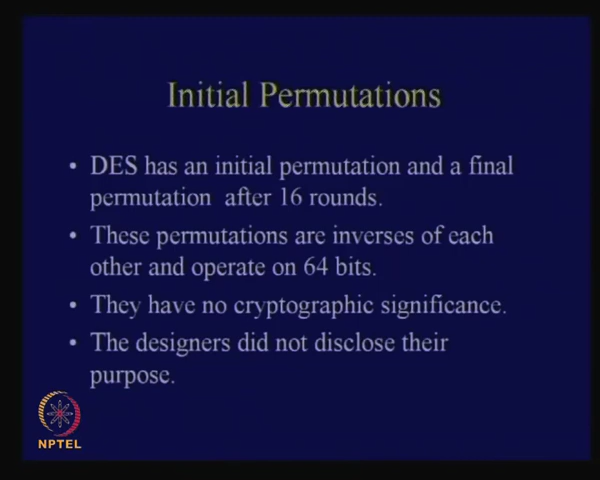 Initial Permutations
• DES has an initial permutation and a final
permutation after 16 rounds.
• These permutations are inverses of each
other and operate on 64 bits.
• They have no cryptographic significance.
• The designers did not disclose their
purpose.
NPTEL